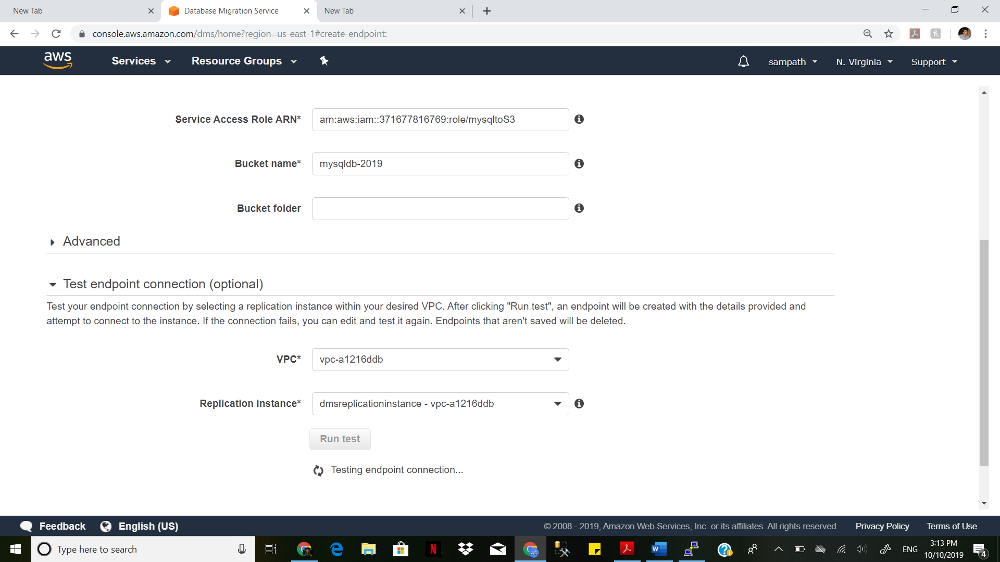 New Tab
Database Migration Service
New Tab
console.aws.amazon.com/dms/home?region=us-east-1#create-endpoint:
aws
Services
Resource Groups
sampath
N. Virginia
Support
Service Access Role ARN*
arn:aws:iam::371677816769:role/mysqltoS3
Bucket name*
mysqldb-2019
Bucket folder
Advanced
Test endpoint connection (optional)
Test your endpoint connection by selecting a replication instance within your desired VPC. After clicking "Run test", an endpoint will be created with the details provided and
attempt to connect to the instance. If the connection fails, you can edit and test it again. Endpoints that aren't saved will be deleted.
VPC*
vpc-a1216ddb
Replication instance*
dmsreplicationinstance - vpc-a1216ddb
Run test
Testing endpoint connection...
Feedback
English (US)
© 2008 - 2019, Amazon Web Services, Inc. or its affiliates. All rights reserved.
Privacy Policy
Terms of Use
Type here to search
ENG
3:13 PM
10/10/2019
4